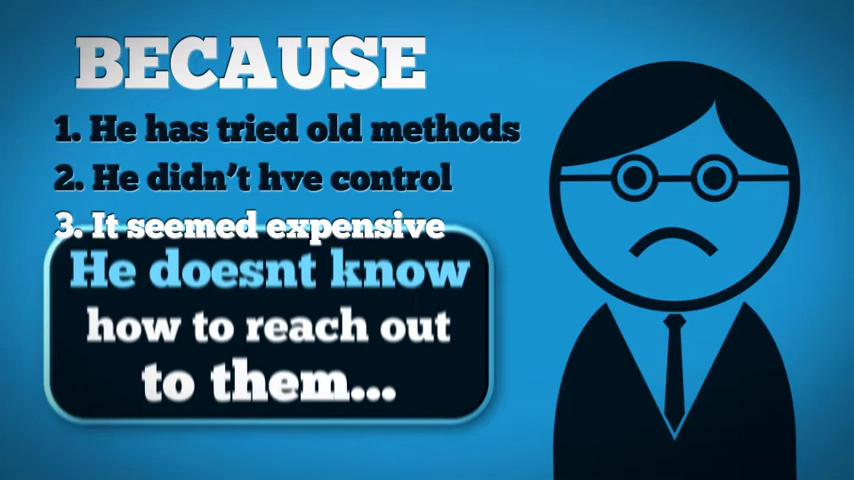 BECAUSE
1. He has tried old methods
2. He didn't hve control
3. It seemed expensive
He doesnt know
how to reach out
to them...